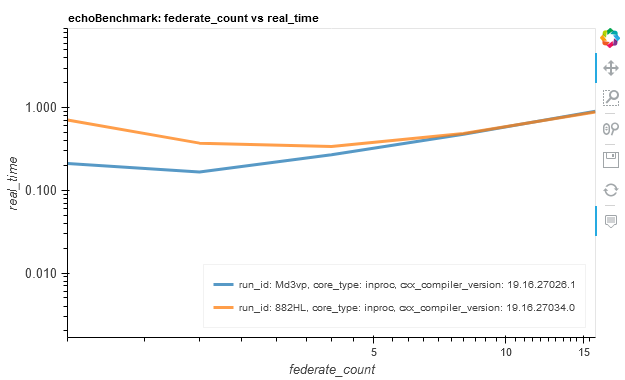 echoBenchmark: federate_count vs real_time
1.000
0.100
0.010
real_time
run_id: Md3vp, core_type: inproc, cxx_compiler_version: 19.16.27026.1
run_id: 882HL, core_type: inproc, cxx_compiler_version: 19.16.27034.0
5
10
15
federate_count